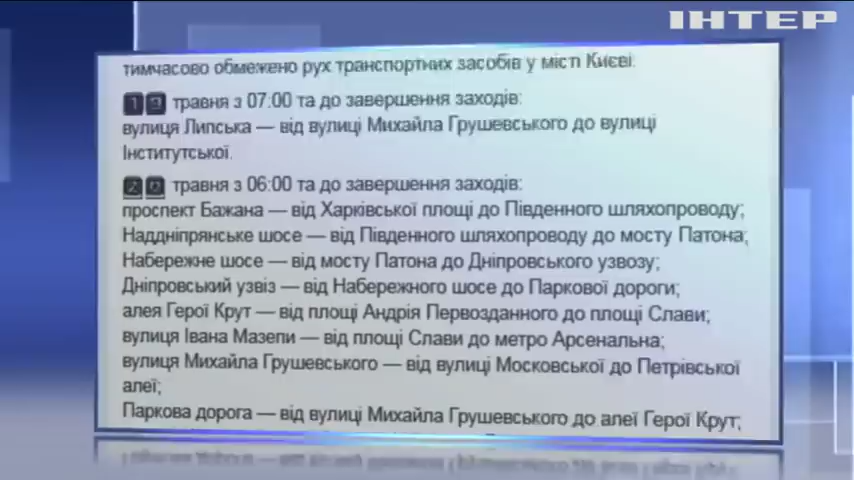 ІНТЕР
тимчасово обмежено рух транспортних засобів у місті Києві:
19 травня з 07:00 та до завершення заходів:
вулиця Липська — від вулиці Михайла Грушевського до вулиці
Інститутської.
20 травня з 06:00 та до завершення заходів:
проспект Бажана — від Харківської площі до Південного шляхопроводу;
Наддніпрянське шосе — від Південного шляхопроводу до мосту Патона;
Набережне шосе — від мосту Патона до Дніпровського узвозу;
Дніпровський узвіз — від Набережного шосе до Паркової дороги;
алея Герої Крут — від площі Андрія Первозданного до площі Слави;
вулиця Івана Мазепи — від площі Слави до метро Арсенальна;
вулиця Михайла Грушевського — від вулиці Московської до Петрівської
алеї;
Паркова дорога — від вулиці Михайла Грушевського до алеї Герої Крут;